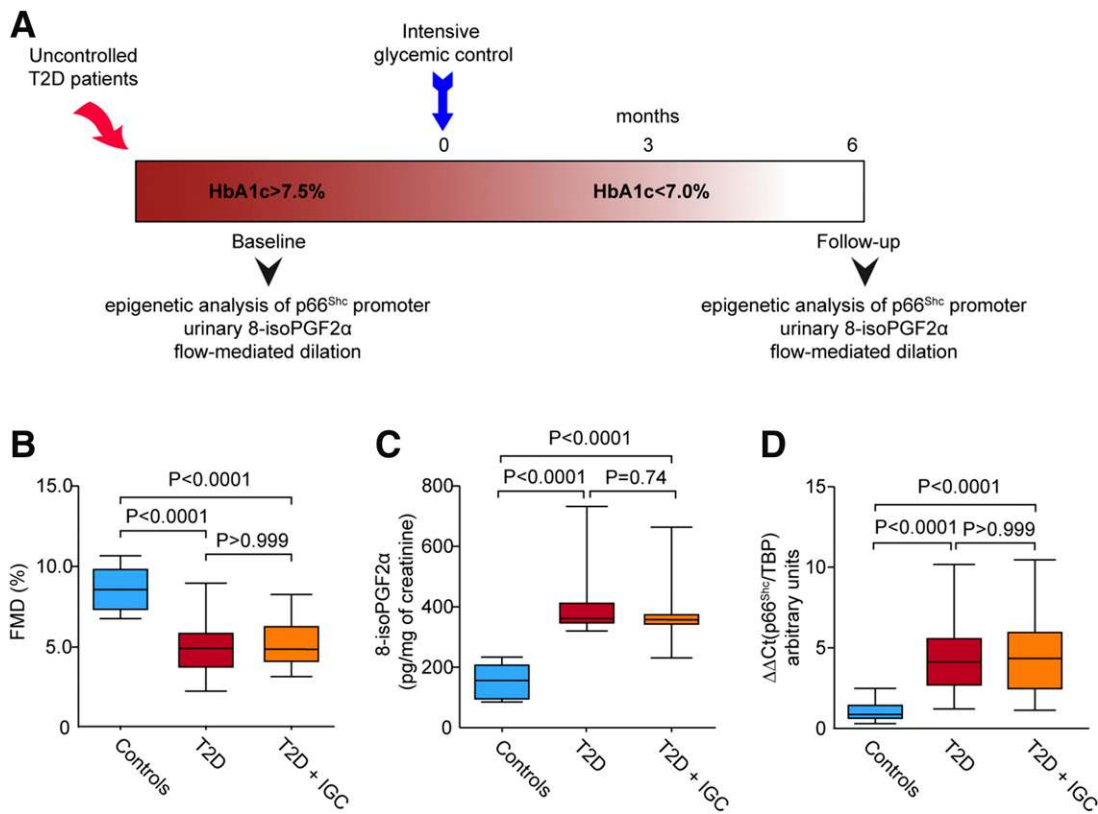 A
Uncontrolled
T2D patients
Intensive
glycemic control
months
0 3 6
HbA1c>7.5% HbA1c<7.0%
Baseline
Follow-up
epigenetic analysis of p66Shc promoter
urinary 8-isoPGF2α
flow-mediated dilation
epigenetic analysis of p66Shc promoter
urinary 8-isoPGF2α
flow-mediated dilation
B
P<0.0001
P<0.0001
P>0.999
FMD (%)
15.0
10.0
5.0
0
Controls
T2D
T2D + IGC
C
P<0.0001
P<0.0001
P=0.74
8-isoPGF2α
(pg/mg of creatinine)
800
600
400
200
0
Controls
T2D
T2D + IGC
D
P<0.0001
P<0.0001
P>0.999
ΔΔCt(p66Shc/TBP)
arbitrary units
15
10
5
0
Controls
T2D
T2D + IGC